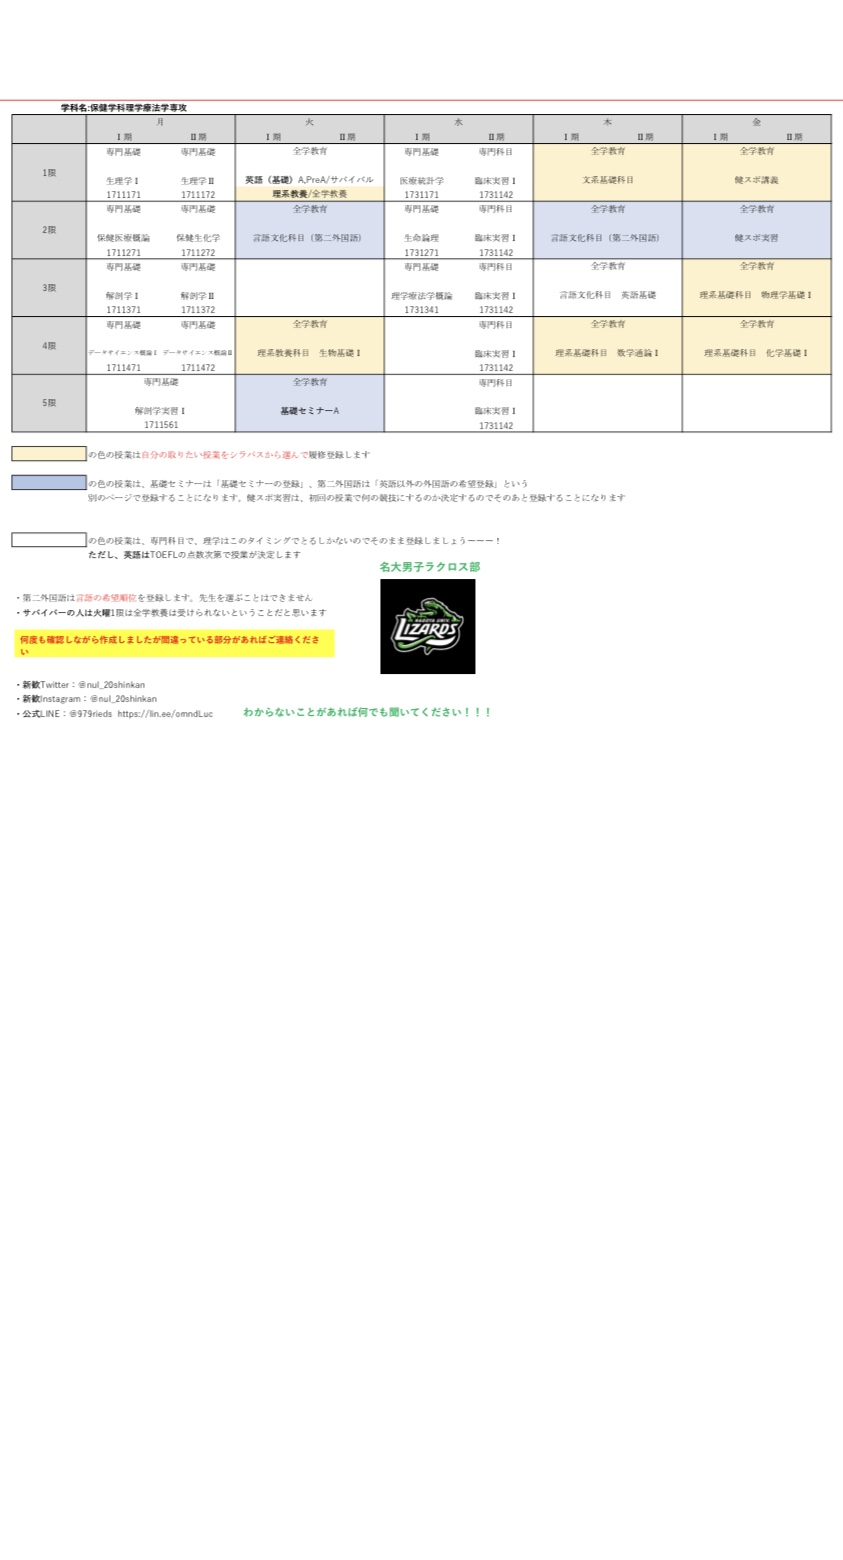 学科名:保健学科理学療法学専攻
月 火 水 木 金
Ⅰ期 Ⅱ期 Ⅰ期 Ⅱ期 Ⅰ期 Ⅱ期 Ⅰ期 Ⅱ期 Ⅰ期 Ⅱ期
1限
専門基礎 専門基礎 全学教育 専門基礎 専門科目 全学教育 全学教育
生理学Ⅰ 生理学Ⅱ 英語（基礎）A,PreA/サバイバル 医療統計学 臨床実習Ⅰ 文系基礎科目 健スポ講義
1711171 1711172 理系教養/全学教養 1731171 1731142
2限
専門基礎 専門基礎 全学教育 専門基礎 専門科目 全学教育 全学教育
保健医療概論 保健生化学 言語文化科目（第二外国語） 生命論理 臨床実習Ⅰ 言語文化科目（第二外国語） 健スポ実習
1711271 1711272 1731271 1731142
3限
専門基礎 専門基礎 専門基礎 専門科目 全学教育 全学教育
解剖学Ⅰ 解剖学Ⅱ 理学療法学概論 臨床実習Ⅰ 言語文化科目 英語基礎 理系基礎科目 物理学基礎Ⅰ
1711371 1711372 1731341 1731142
4限
専門基礎 専門基礎 全学教育 専門科目 全学教育 全学教育
データサイエンス概論Ⅰ データサイエンス概論Ⅱ 理系教養科目 生物基礎Ⅰ 臨床実習Ⅰ 理系基礎科目 数学通論Ⅰ 理系基礎科目 化学基礎Ⅰ
1711471 1711472 1731142
5限
専門基礎 全学教育 専門科目
解剖学実習Ⅰ 基礎セミナーA 臨床実習Ⅰ
1711561 1731142
の色の授業は自分の取りたい授業をシラバスから選んで履修登録します
の色の授業は、基礎セミナーは「基礎セミナーの登録」、第二外国語は「英語以外の外国語の希望登録」という
別のページで登録することになります。健スポ実習は、初回の授業で何の競技にするのか決定するのでそのあと登録することになります
の色の授業は、専門科目で、理学はこのタイミングでとるしかないのでそのまま登録しましょうーーー！
ただし、英語はTOEFLの点数次第で授業が決定します
名大男子ラクロス部
NAGOYA UNIV.
LIZARDS
・第二外国語は言語の希望順位を登録します。先生を選ぶことはできません
・サバイバーの人は火曜1限は全学教養は受けられないということだと思います
何度も確認しながら作成しましたが間違っている部分があればご連絡くださ
い
・新歓Twitter：@nul_20shinkan
・新歓Instagram：@nul_20shinkan
・公式LINE：@979rieds https://lin.ee/omndLuc
わからないことがあれば何でも聞いてください！！！